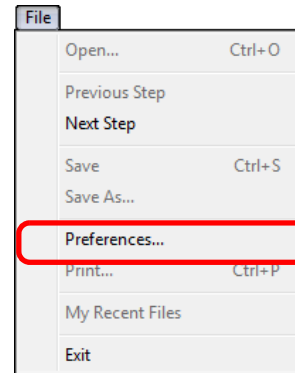 File
Open... Ctrl+O
Previous Step
Next Step
Save Ctrl+S
Save As...
Preferences...
Print... Ctrl+P
My Recent Files
Exit